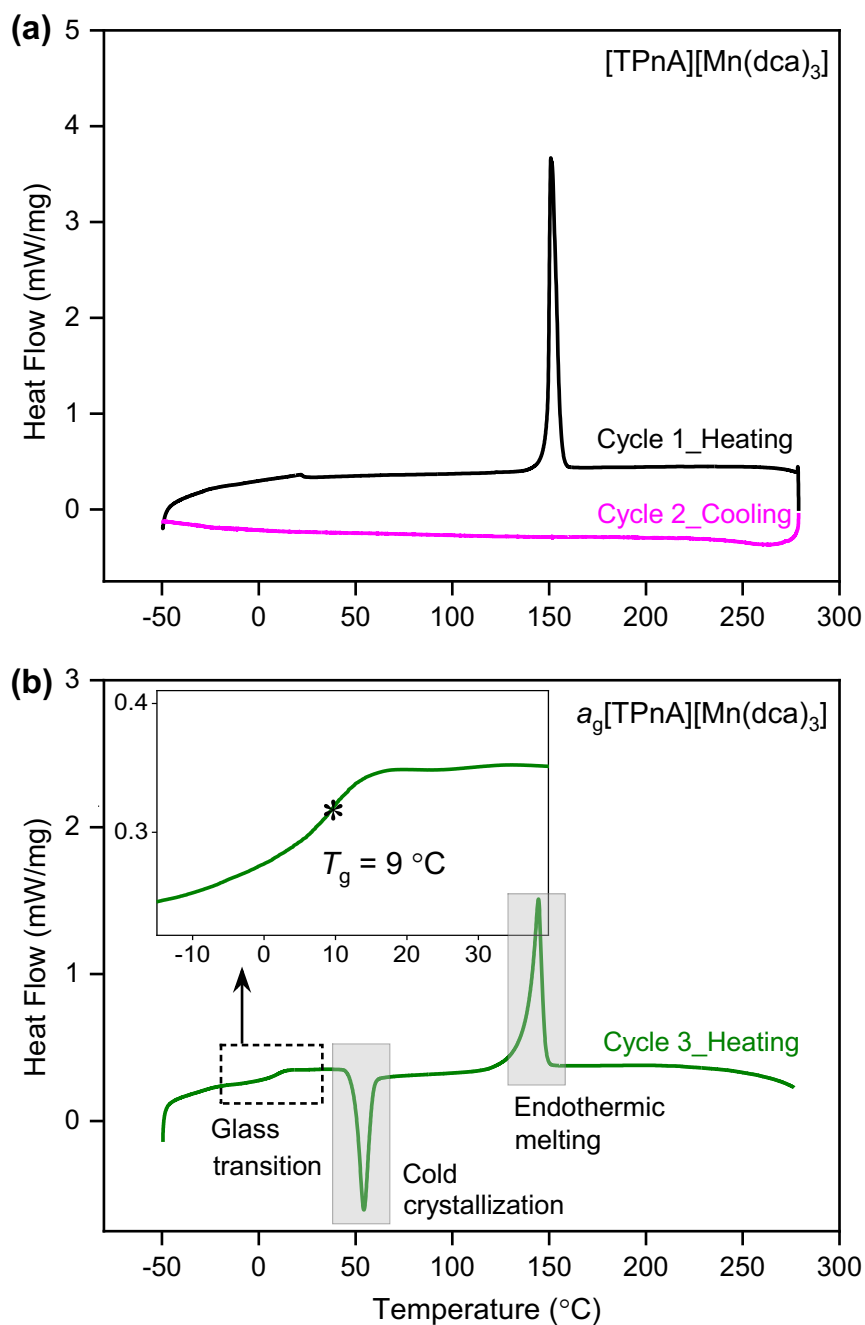 (a)
[TPnA][Mn(dca)₃]
5
4
3
2
1
0
Heat Flow (mW/mg)
Cycle 1_Heating
Cycle 2_Cooling
-50 0 50 100 150 200 250 300
(b)
a_g[TPnA][Mn(dca)₃]
3
2
1
0
Heat Flow (mW/mg)
0.4
0.3
T_g = 9 °C
*
-10 0 10 20 30
Cycle 3_Heating
Glass
transition
Cold
crystallization
Endothermic
melting
-50 0 50 100 150 200 250 300
Temperature (°C)